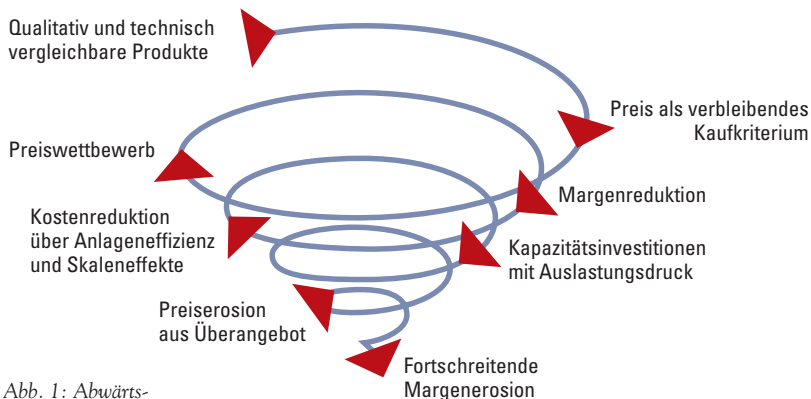 Qualitativ und technisch
vergleichbare Produkte
Preis als verbleibendes
Kaufkriterium
Preiswettbewerb
Margenreduktion
Kostenreduktion
über Anlageneffizienz
und Skaleneffekte
Kapazitätsinvestitionen
mit Auslastungsdruck
Preiserosion
aus Überangebot
Fortschreitende
Margenerosion
Abb. 1: Abwärts-